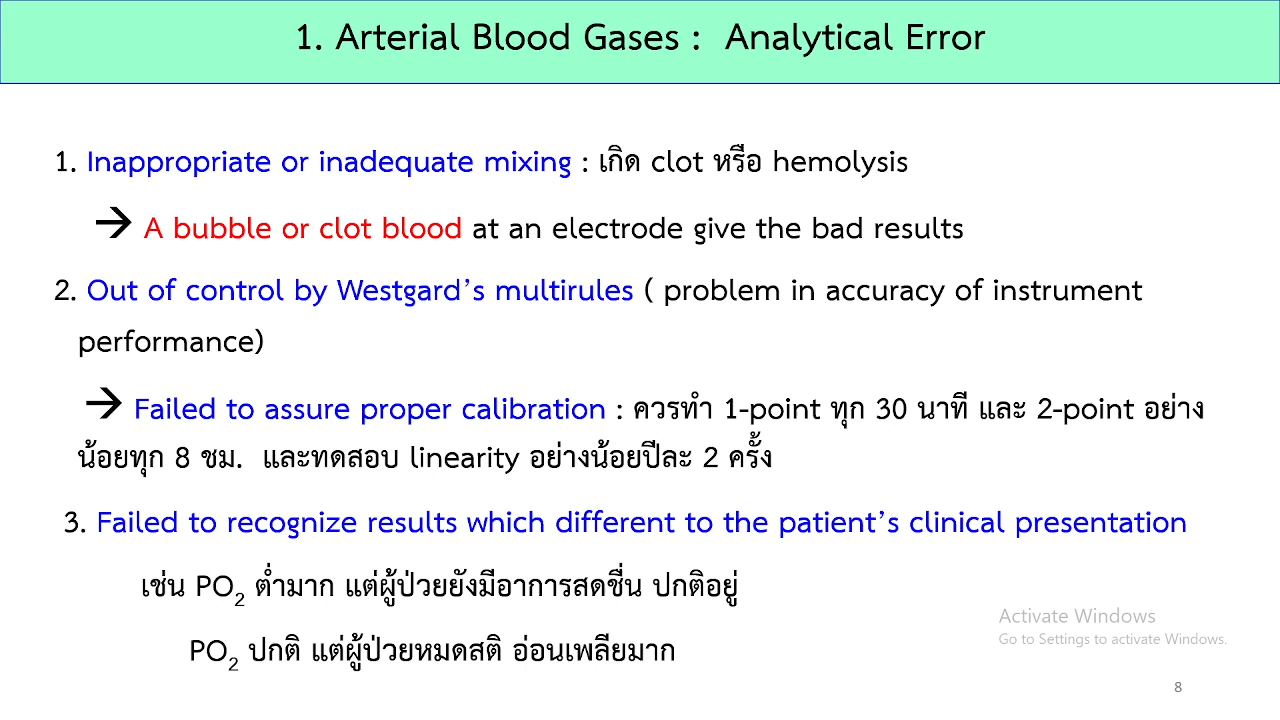 1. Arterial Blood Gases :  Analytical Error
1. Inappropriate or inadequate mixing : เกิด clot หรือ hemolysis
→ A bubble or clot blood at an electrode give the bad results
2. Out of control by Westgard’s multirules ( problem in accuracy of instrument
performance)
→ Failed to assure proper calibration : ควรทำ 1-point ทุก 30 นาที และ 2-point อย่าง
น้อยทุก 8 ชม.  และทดสอบ linearity อย่างน้อยปีละ 2 ครั้ง
3. Failed to recognize results which different to the patient’s clinical presentation
เช่น PO₂ ต่ำมาก แต่ผู้ป่วยยังมีอาการสดชื่น ปกติอยู่
PO₂ ปกติ แต่ผู้ป่วยหมดสติ อ่อนเพลียมาก
Activate Windows
Go to Settings to activate Windows.
8